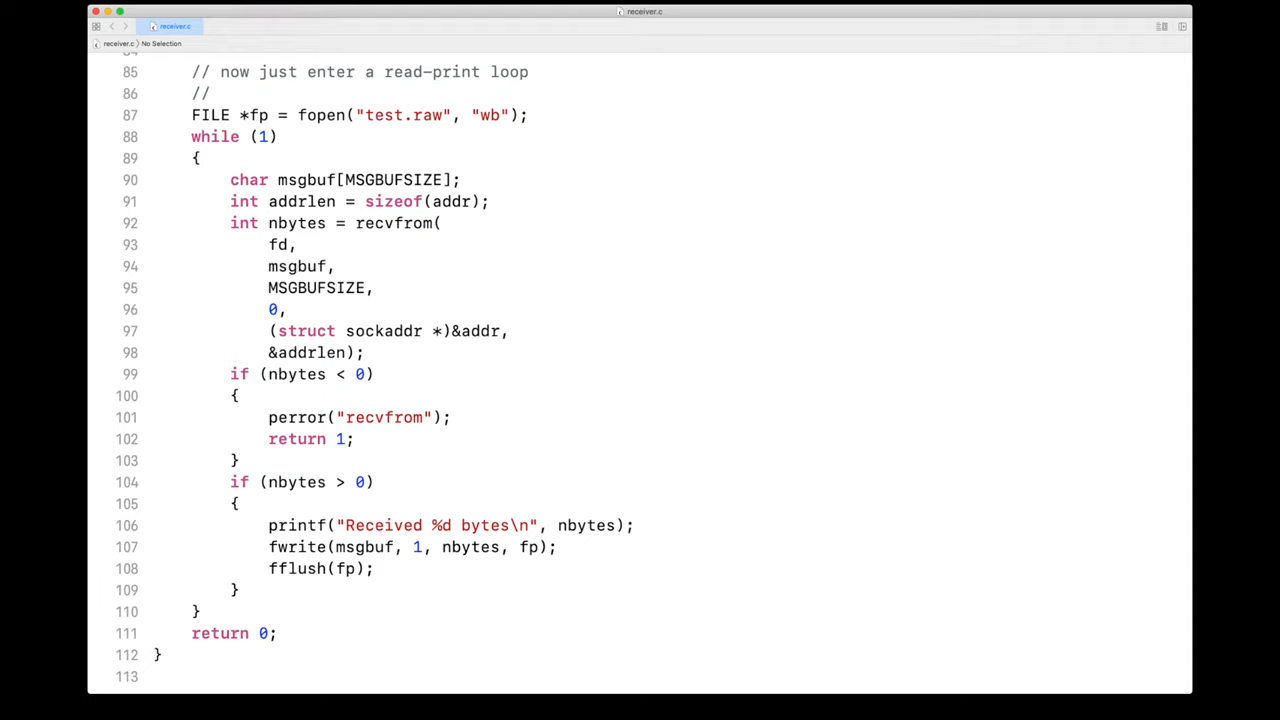 receiver.c
receiver.c
receiver.c ⟩ No Selection
84
85 // now just enter a read-print loop
86 //
87 FILE *fp = fopen("test.raw", "wb");
88 while (1)
89 {
90 char msgbuf[MSGBUFSIZE];
91 int addrlen = sizeof(addr);
92 int nbytes = recvfrom(
93 fd,
94 msgbuf,
95 MSGBUFSIZE,
96 0,
97 (struct sockaddr *)&addr,
98 &addrlen);
99 if (nbytes < 0)
100 {
101 perror("recvfrom");
102 return 1;
103 }
104 if (nbytes > 0)
105 {
106 printf("Received %d bytes\n", nbytes);
107 fwrite(msgbuf, 1, nbytes, fp);
108 fflush(fp);
109 }
110 }
111 return 0;
112 }
113